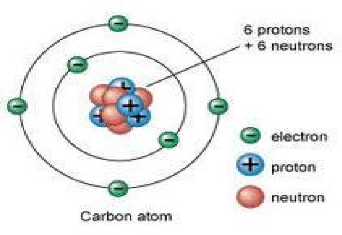 6 protons
+ 6 neutrons
electron
proton
neutron
Carbon atom